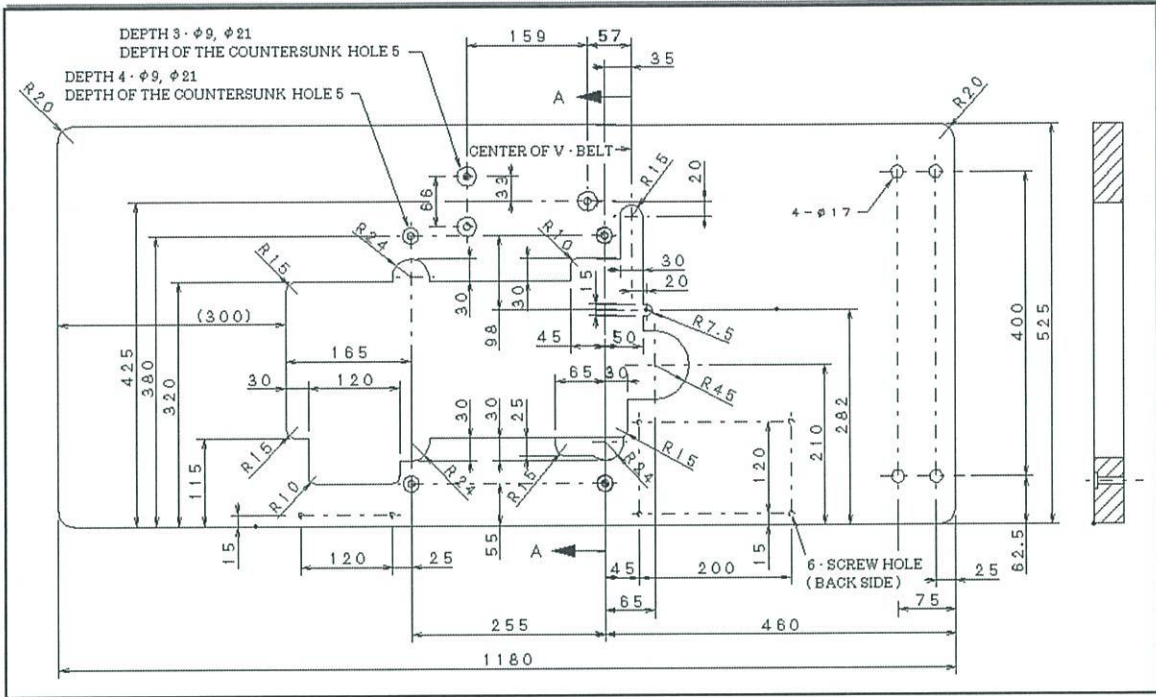 DEPTH 3 · φ9, φ21
DEPTH OF THE COUNTERSUNK HOLE 5
DEPTH 4 · φ9, φ21
DEPTH OF THE COUNTERSUNK HOLE 5
159
57
35
A
R20
R20
CENTER OF V · BELT
R15
20
66
33
4-φ17
R24
R10
R15
30
30
15
20
30
98
R7.5
(300)
45
50
165
65
30
R45
30
120
30
30
25
425
380
320
115
R15
R10
R24
R15
R24
R15
120
210
282
400
525
15
120
25
55
A
45
200
15
6 · SCREW HOLE
(BACK SIDE)
62.5
25
65
75
255
460
1180